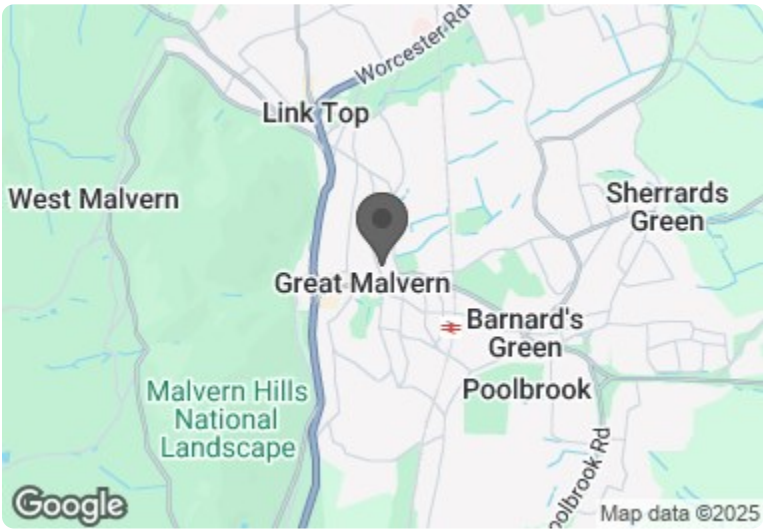 Worcester Rd
Link Top
West Malvern
Sherrards
Green
Great Malvern
Barnard's
Green
Malvern Hills
National
Landscape
Poolbrook
oolbrook Rd
Google
Map data ©2025